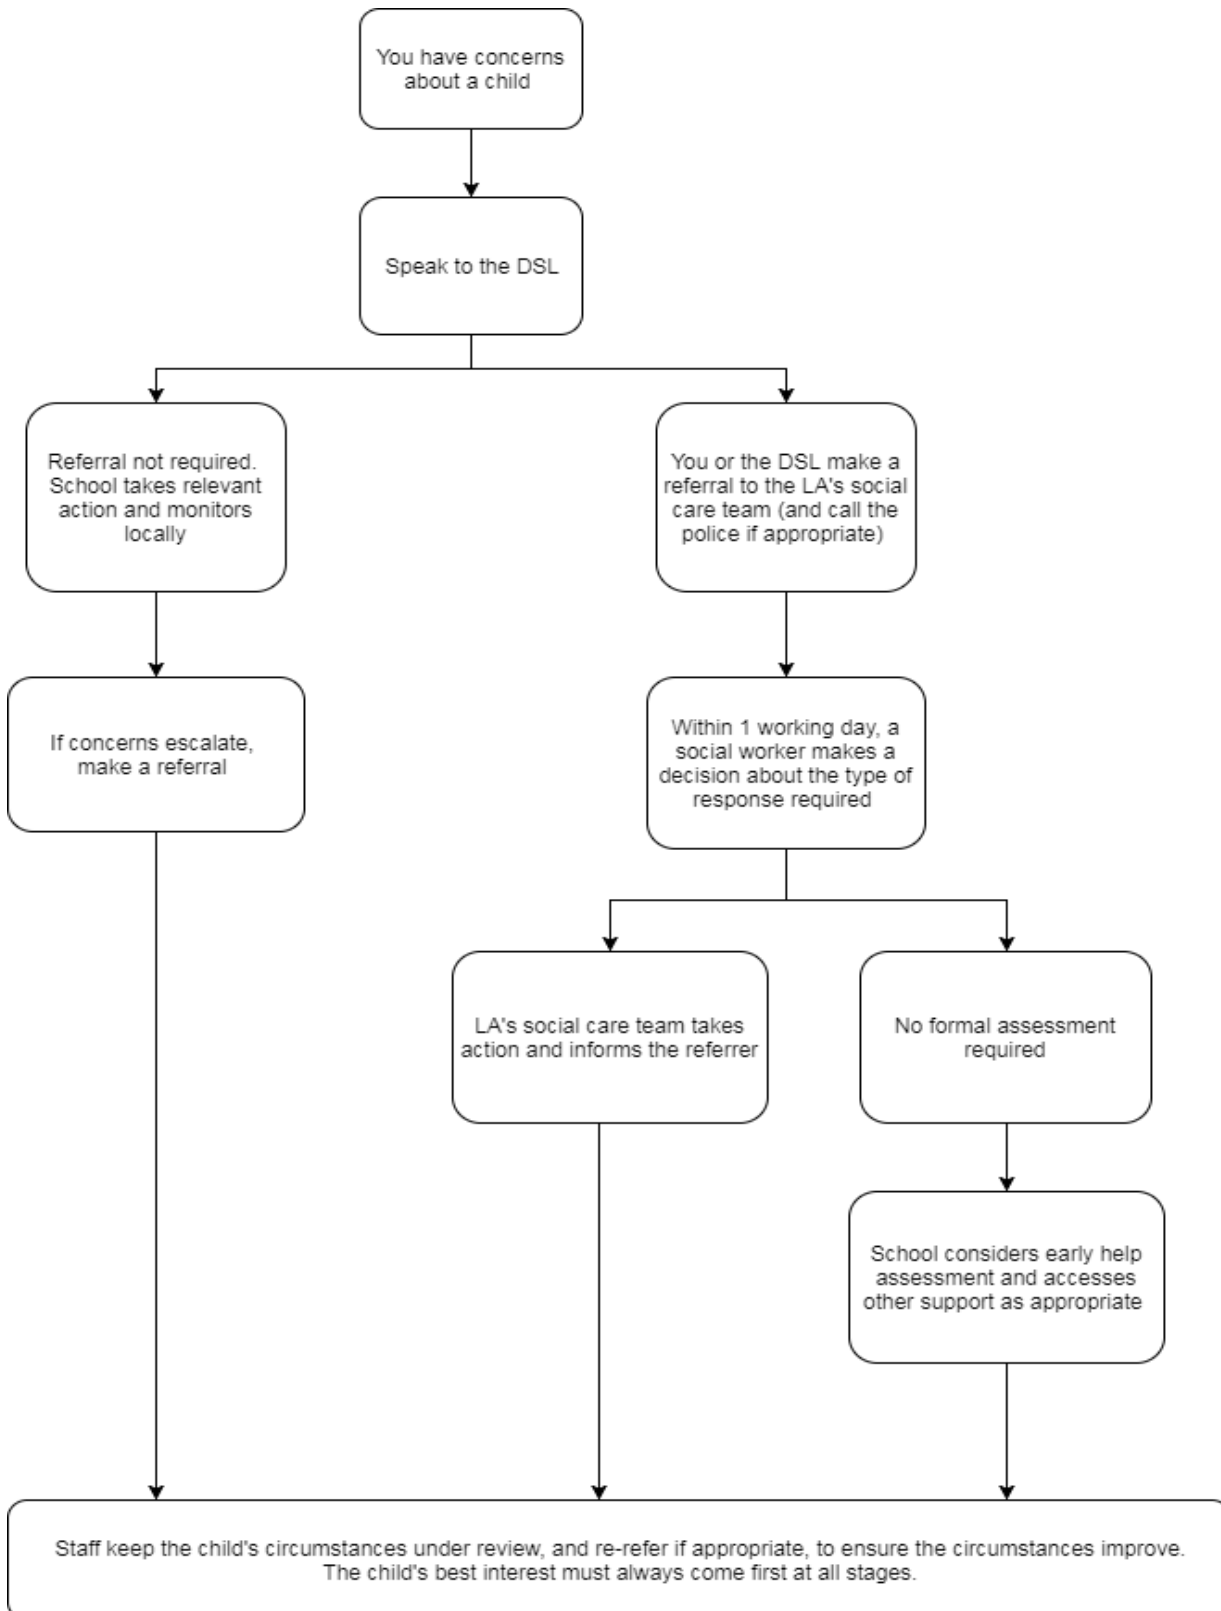 You have concerns
about a child
Speak to the DSL
Referral not required.
School takes relevant
action and monitors
locally
You or the DSL make a
referral to the LA's social
care team (and call the
police if appropriate)
If concerns escalate,
make a referral
Within 1 working day, a
social worker makes a
decision about the type of
response required
LA's social care team takes
action and informs the referrer
No formal assessment
required
School considers early help
assessment and accesses
other support as appropriate
Staff keep the child's circumstances under review, and re-refer if appropriate, to ensure the circumstances improve.
The child's best interest must always come first at all stages.